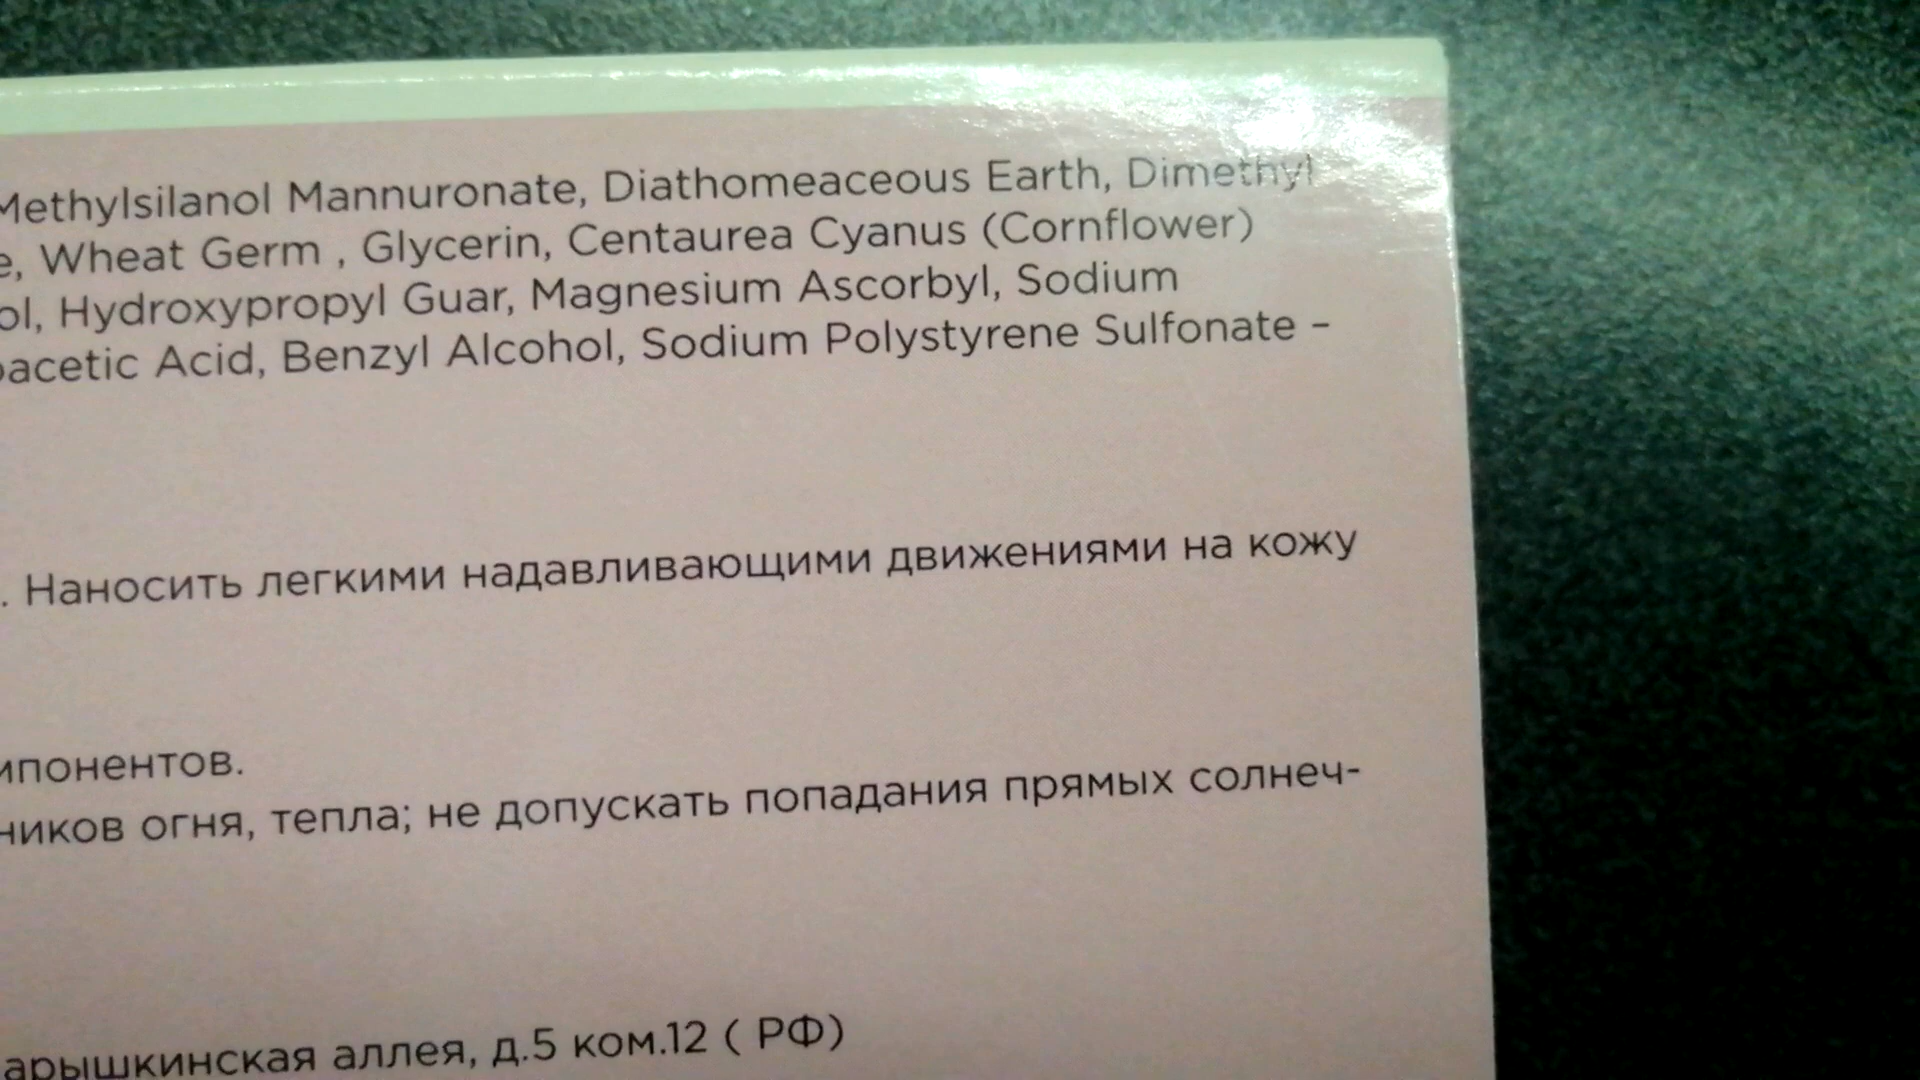 Methylsilanol Mannuronate, Diathomeaceous Earth, Dimethyl
e, Wheat Germ , Glycerin, Centaurea Cyanus (Cornflower)
ol, Hydroxypropyl Guar, Magnesium Ascorbyl, Sodium
oacetic Acid, Benzyl Alcohol, Sodium Polystyrene Sulfonate –
. Наносить легкими надавливающими движениями на кожу
мпонентов.
ников огня, тепла; не допускать попадания прямых солнеч-
арышкинская аллея, д.5 ком.12 ( РФ)